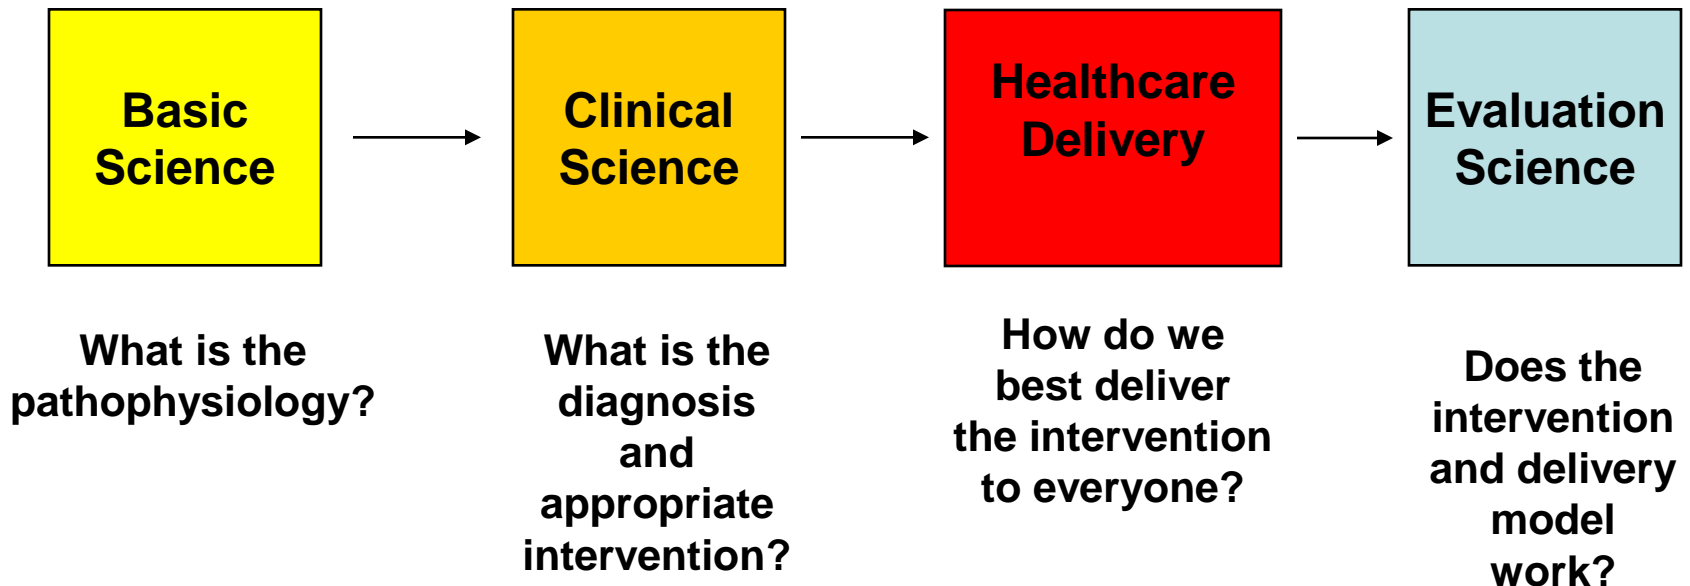 Basic
Science
Clinical
Science
Healthcare
Delivery
Evaluation
Science
What is the
pathophysiology?
What is the
diagnosis
and
appropriate
intervention?
How do we
best deliver
the intervention
to everyone?
Does the
intervention
and delivery
model
work?